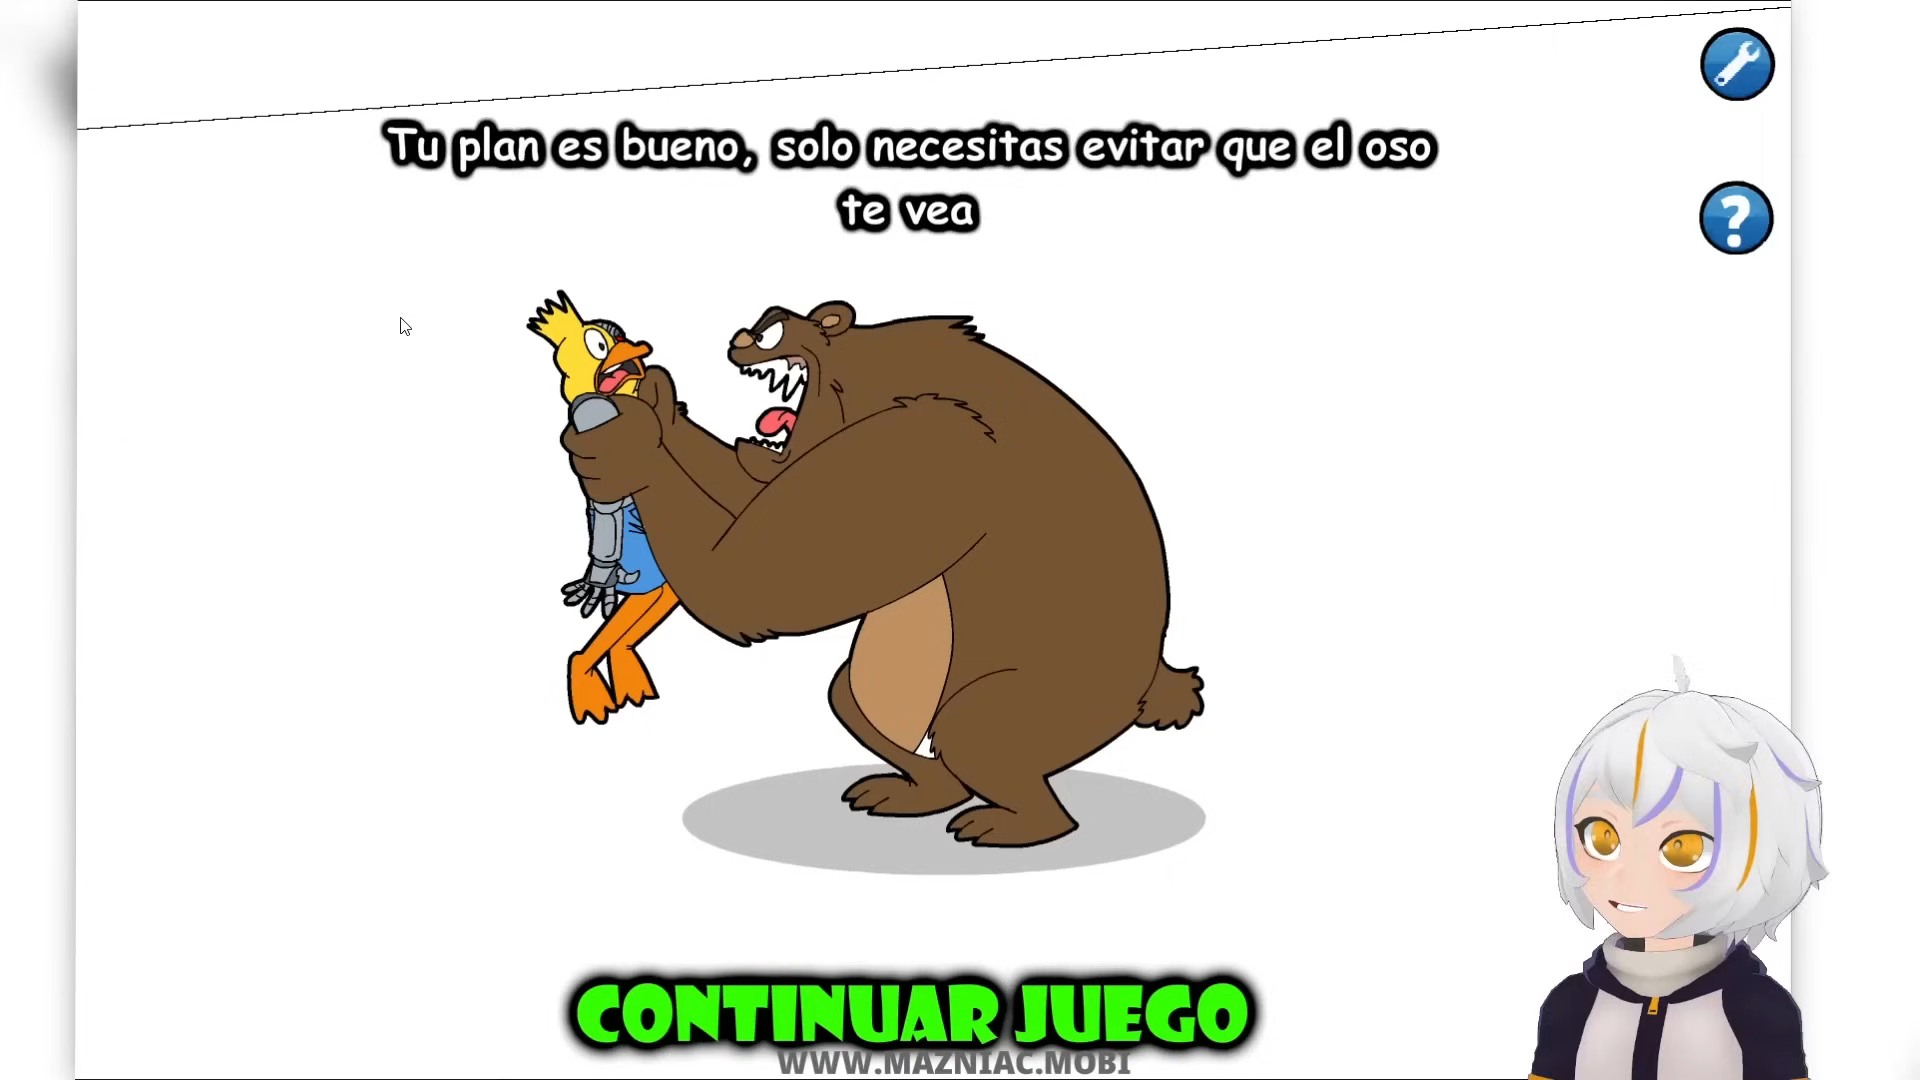 Tu plan es bueno, solo necesitas evitar que el oso
te vea
?
CONTINUAR JUEGO
WWW.MAZNIAC.MOBI